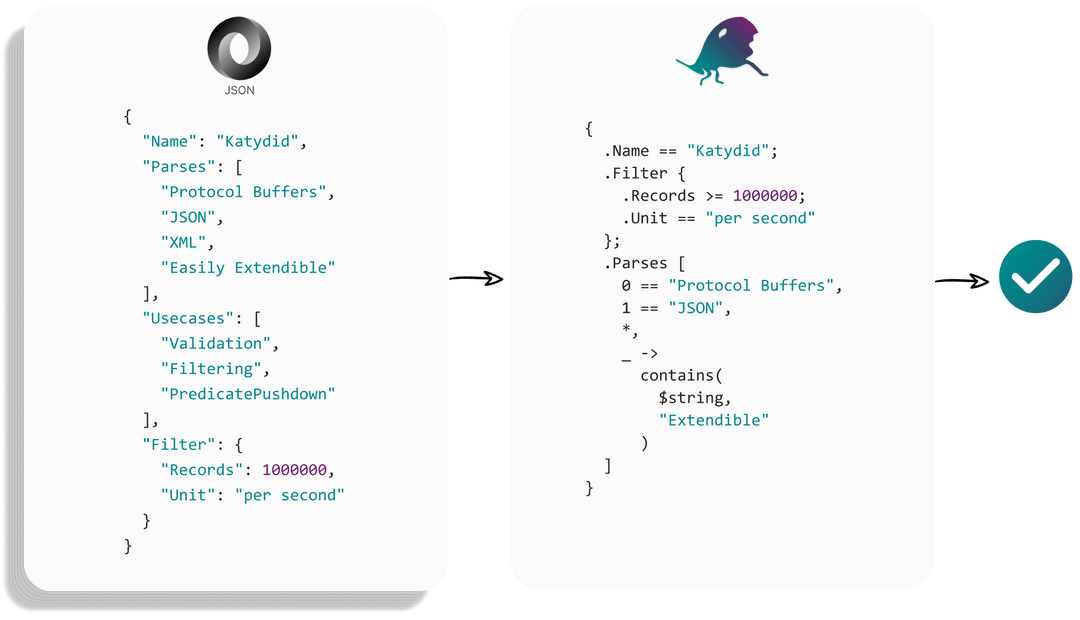 JSON
{
  "Name": "Katydid",
  "Parses": [
    "Protocol Buffers",
    "JSON",
    "XML",
    "Easily Extendible"
  ],
  "Usecases": [
    "Validation",
    "Filtering",
    "PredicatePushdown"
  ],
  "Filter": {
    "Records": 1000000,
    "Unit": "per second"
  }
}
{
  .Name == "Katydid";
  .Filter {
    .Records >= 1000000;
    .Unit == "per second"
  };
  .Parses [
    0 == "Protocol Buffers",
    1 == "JSON",
    *,
    _ ->
      contains(
        $string,
        "Extendible"
      )
  ]
}